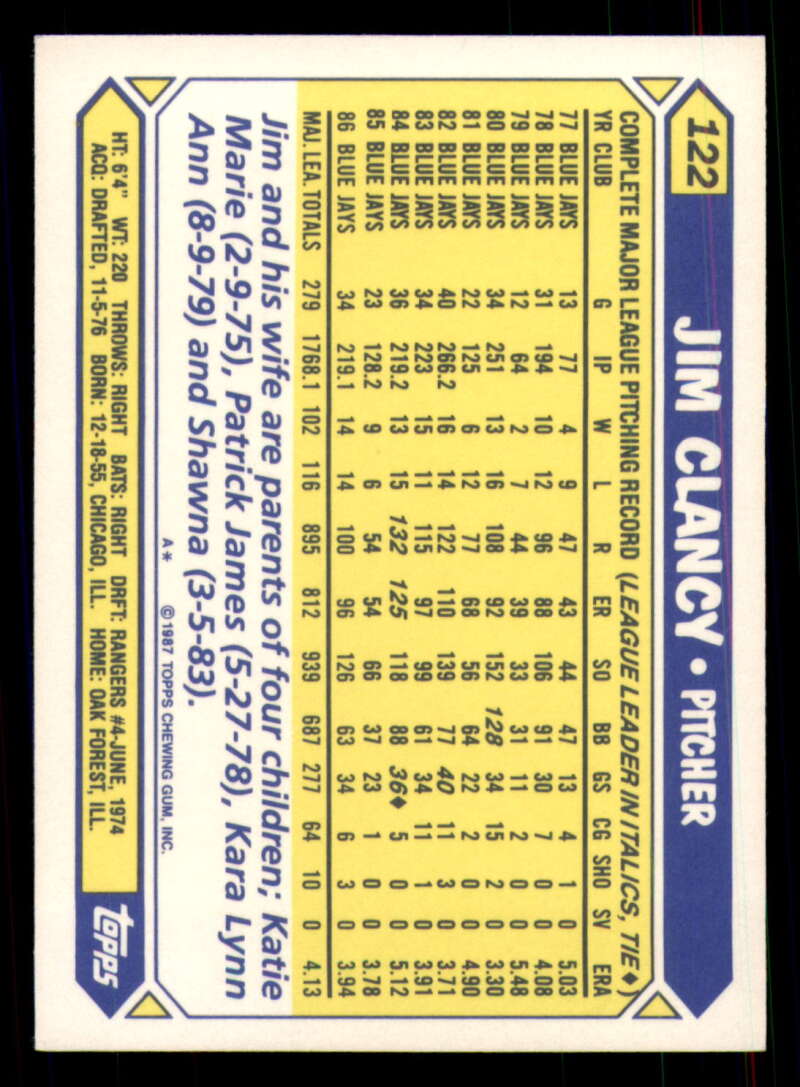 122 JIM CLANCY • PITCHER
COMPLETE MAJOR LEAGUE PITCHING RECORD (LEAGUE LEADER IN ITALICS, TIE♦)
YR CLUB G IP W L R ER SO BB GS CG SHO SV ERA
77 BLUE JAYS 13 77 4 9 47 43 44 47 13 4 1 0 5.03
78 BLUE JAYS 31 194 10 12 96 88 106 91 30 7 0 0 4.08
79 BLUE JAYS 12 64 2 7 44 39 33 31 11 2 0 0 5.48
80 BLUE JAYS 34 251 13 16 108 92 152 128 34 15 2 0 3.30
81 BLUE JAYS 22 125 6 12 77 68 56 64 22 2 0 0 4.90
82 BLUE JAYS 40 266.2 16 14 122 110 139 77 40 11 3 0 3.71
83 BLUE JAYS 34 223 15 11 115 97 99 61 34 11 1 0 3.91
84 BLUE JAYS 36 219.2 13 15 132 125 118 88 36♦ 5 0 0 5.12
85 BLUE JAYS 23 128.2 9 6 54 54 66 37 23 1 0 0 3.78
86 BLUE JAYS 34 219.1 14 14 100 96 126 63 34 6 3 0 3.94
MAJ. LEA. TOTALS 279 1768.1 102 116 895 812 939 687 277 64 10 0 4.13
Jim and his wife are parents of four children; Katie
Marie (2-9-75), Patrick James (5-27-78), Kara Lynn
Ann (8-9-79) and Shawna (3-5-83).
A* ©1987 TOPPS CHEWING GUM, INC.
HT: 6'4" WT: 220 THROWS: RIGHT BATS: RIGHT DRFT: RANGERS #4-JUNE, 1974
ACQ: DRAFTED, 11-5-76 BORN: 12-18-55, CHICAGO, ILL. HOME: OAK FOREST, ILL.
topps